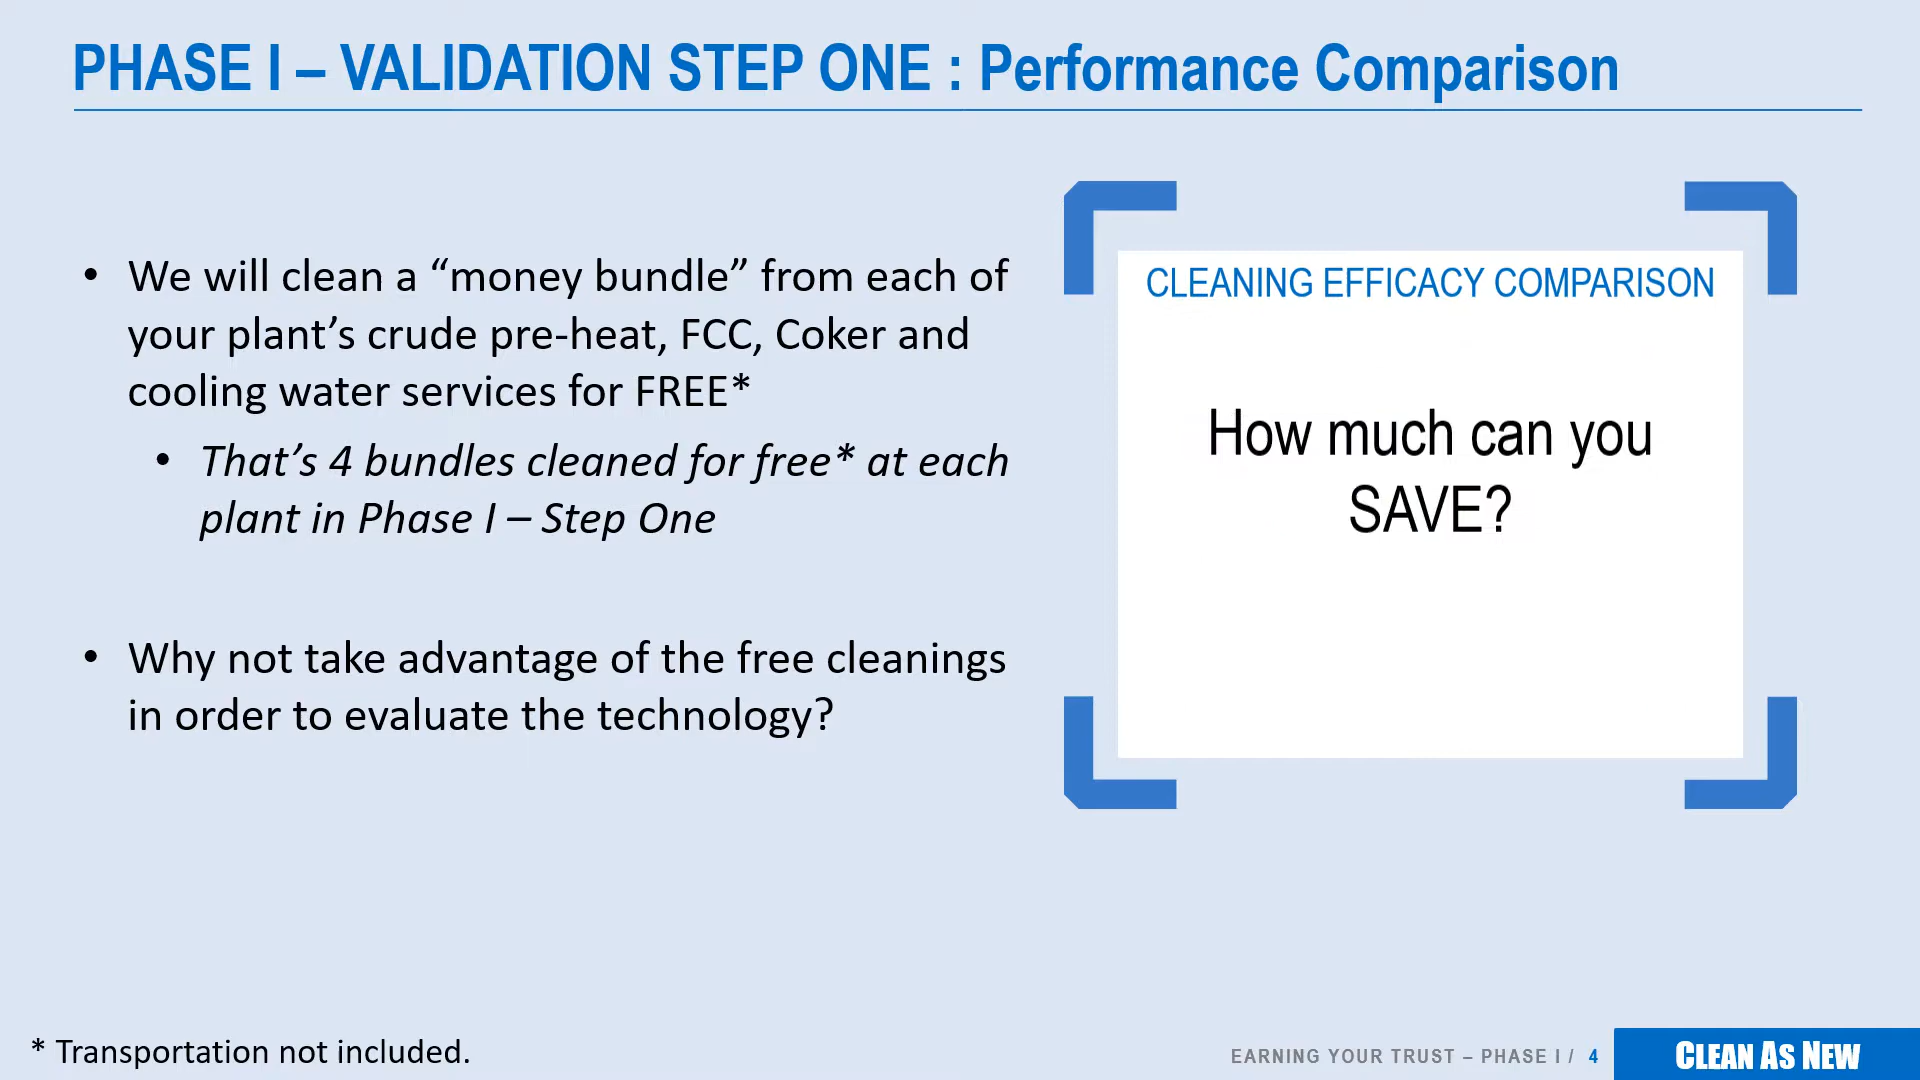 PHASE I – VALIDATION STEP ONE : Performance Comparison
• We will clean a “money bundle” from each of
your plant’s crude pre-heat, FCC, Coker and
cooling water services for FREE*
• That’s 4 bundles cleaned for free* at each
plant in Phase I – Step One
• Why not take advantage of the free cleanings
in order to evaluate the technology?
CLEANING EFFICACY COMPARISON
How much can you
SAVE?
* Transportation not included.
EARNING YOUR TRUST – PHASE I / 4
CLEAN AS NEW